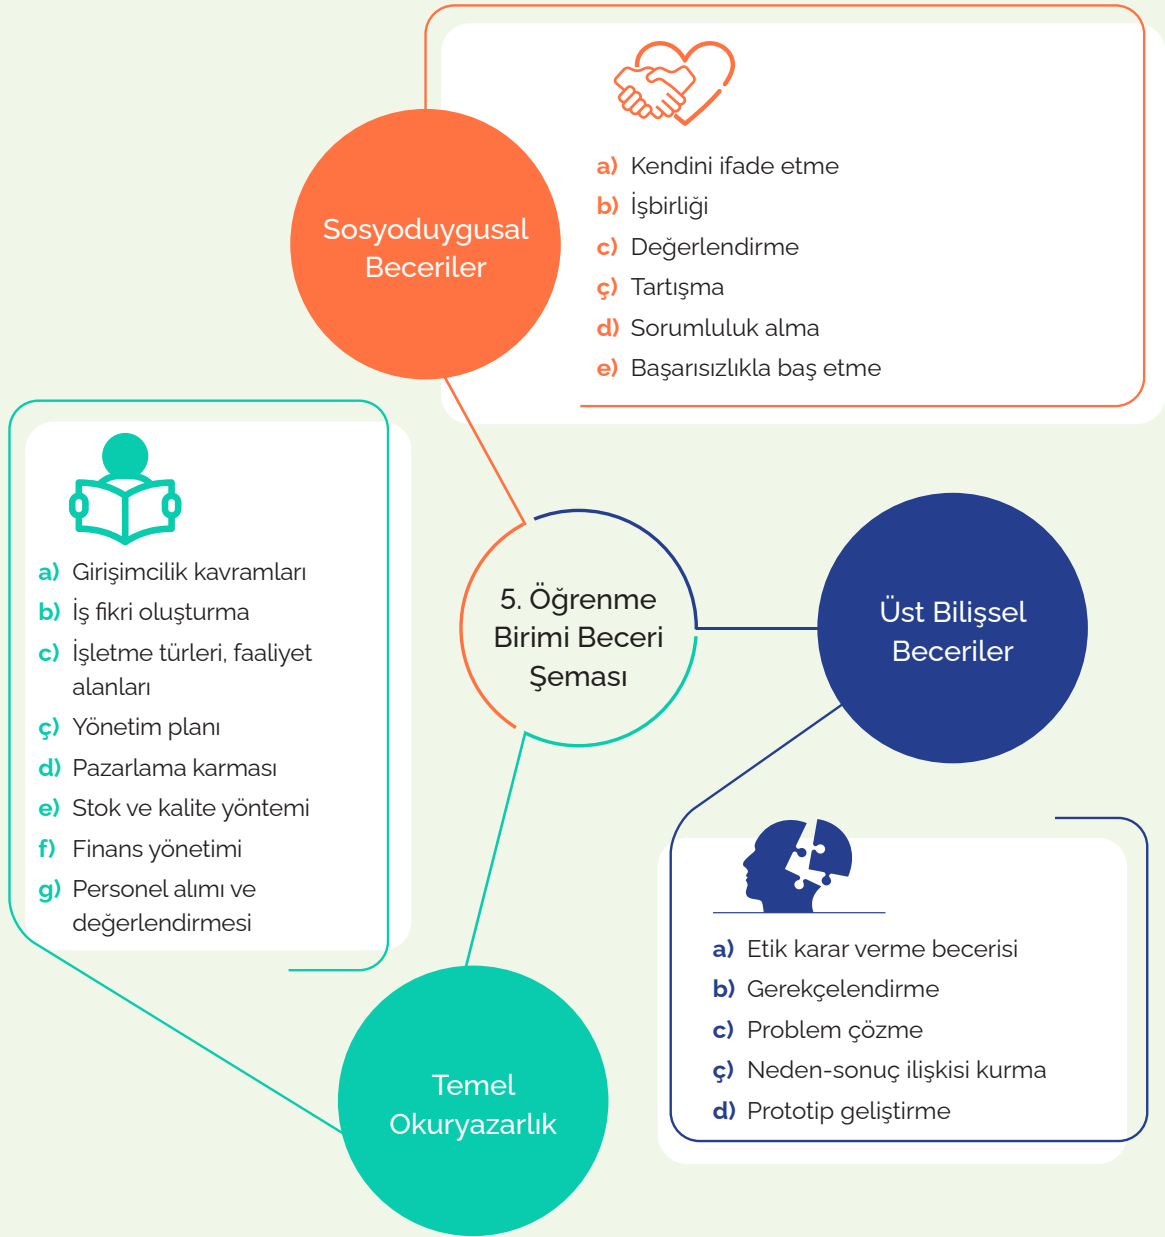 Sosyoduygusal
Beceriler
a) Kendini ifade etme
b) İşbirliği
c) Değerlendirme
ç) Tartışma
d) Sorumluluk alma
e) Başarısızlıkla baş etme
5. Öğrenme
Birimi Beceri
Şeması
Üst Bilişsel
Beceriler
a) Etik karar verme becerisi
b) Gerekçelendirme
c) Problem çözme
ç) Neden-sonuç ilişkisi kurma
d) Prototip geliştirme
a) Girişimcilik kavramları
b) İş fikri oluşturma
c) İşletme türleri, faaliyet
alanları
ç) Yönetim planı
d) Pazarlama karması
e) Stok ve kalite yöntemi
f) Finans yönetimi
g) Personel alımı ve
değerlendirmesi
Temel
Okuryazarlık